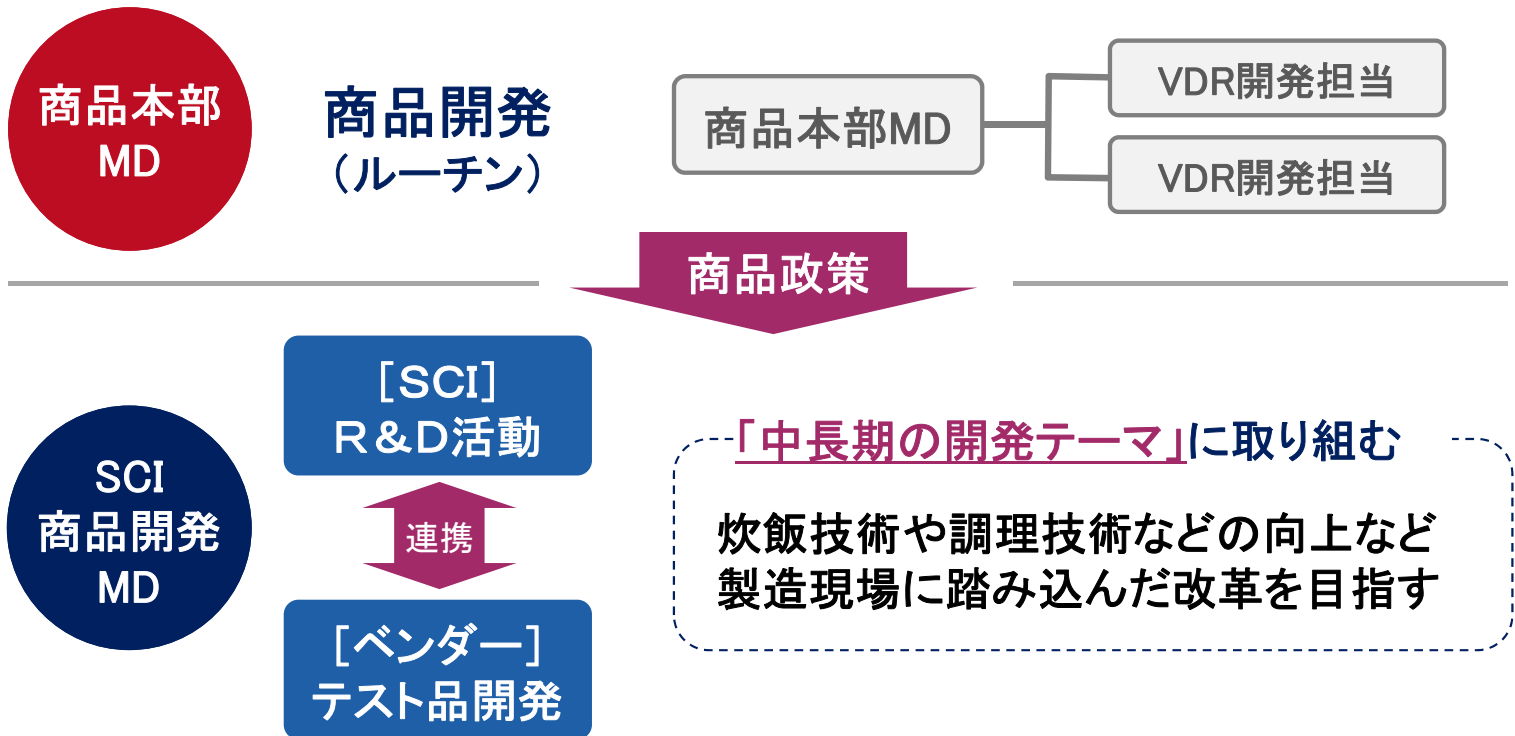 商品本部
MD
商品開発
（ルーチン）
商品本部MD
VDR開発担当
VDR開発担当
商品政策
SCI
商品開発
MD
［SCI］
R＆D活動
連携
［ベンダー］
テスト品開発
「中長期の開発テーマ」に取り組む
炊飯技術や調理技術などの向上など
製造現場に踏み込んだ改革を目指す